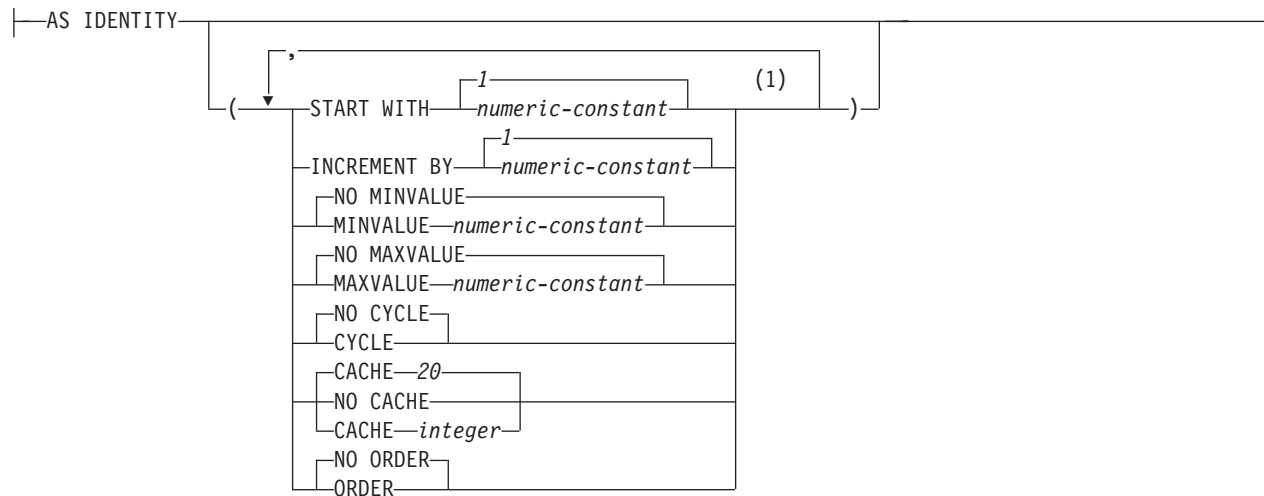 AS IDENTITY
,
1 (1)
( START WITH numeric-constant )
1
INCREMENT BY numeric-constant
NO MINVALUE
MINVALUE numeric-constant
NO MAXVALUE
MAXVALUE numeric-constant
NO CYCLE
CYCLE
CACHE 20
NO CACHE
CACHE integer
NO ORDER
ORDER